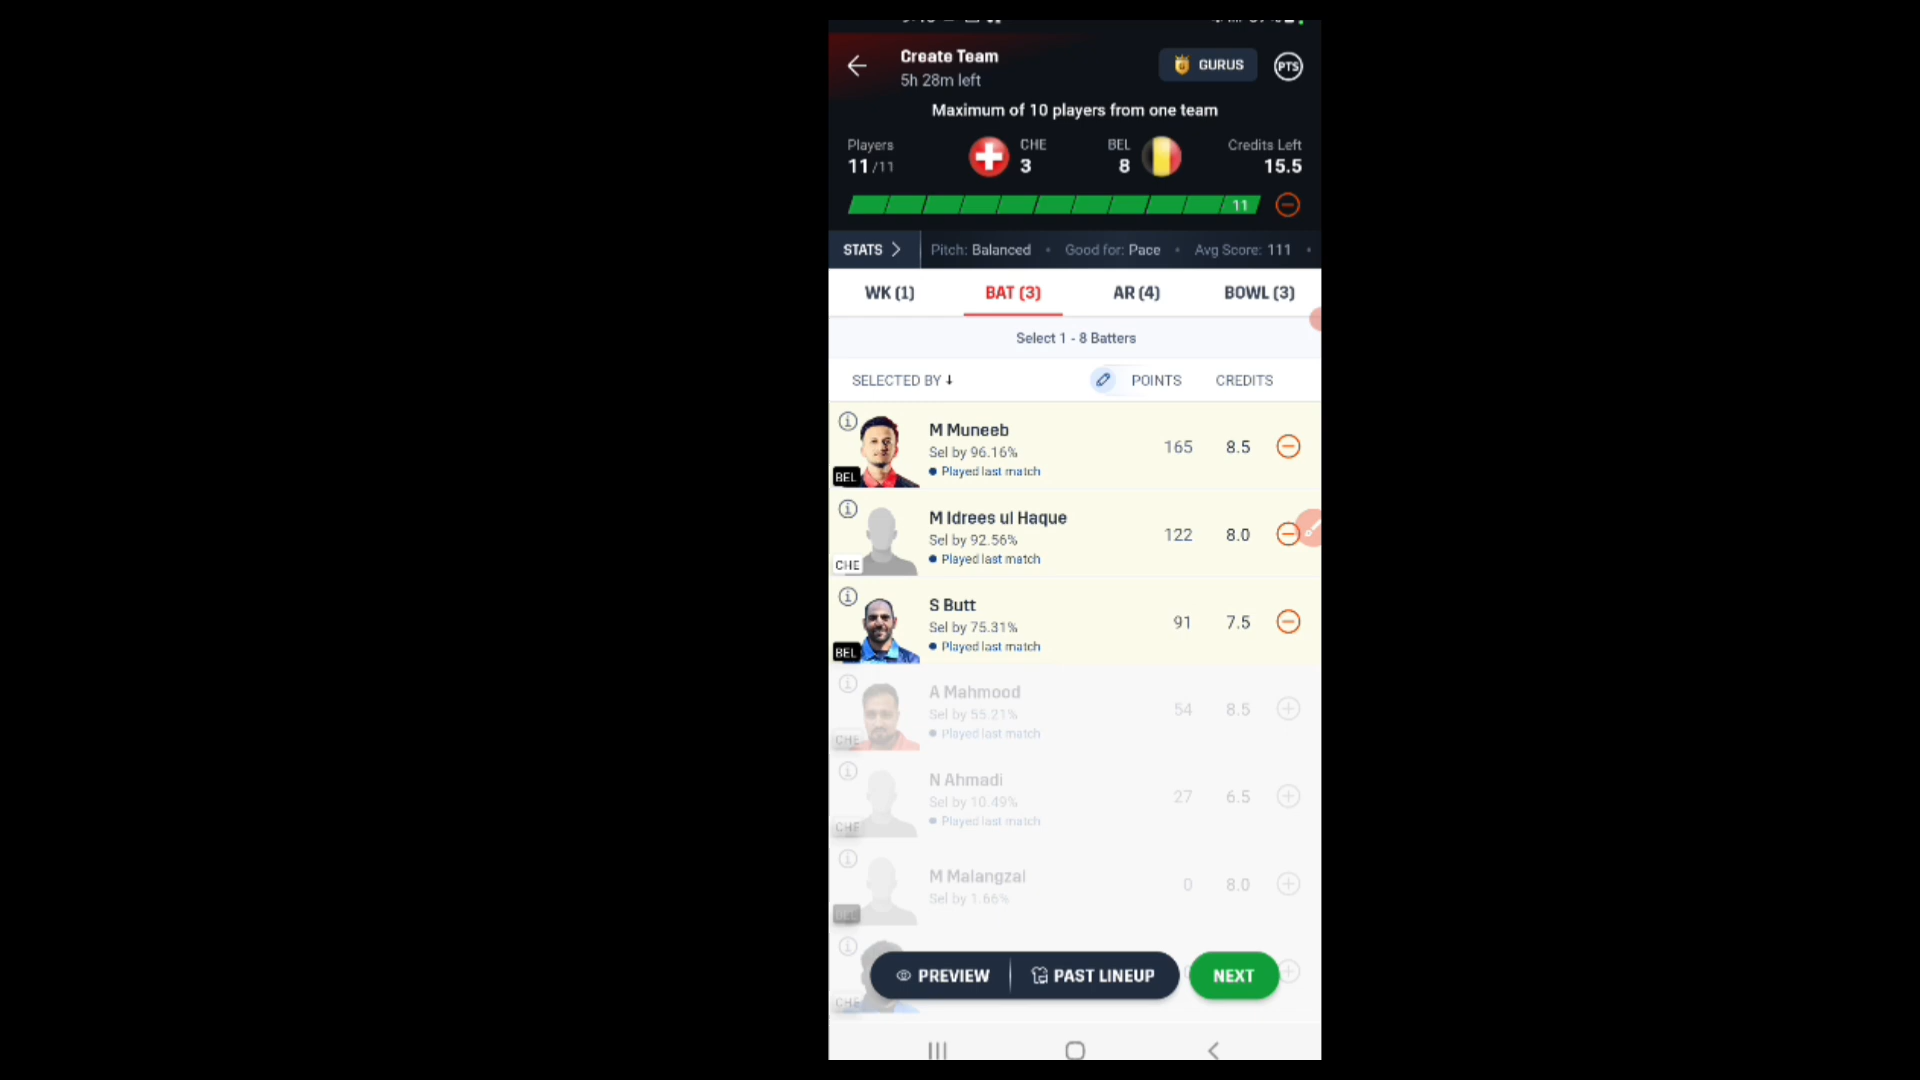 Create Team
5h 28m left
GURUS
PTS
Maximum of 10 players from one team
Players
11/11
CHE
3
BEL
8
Credits Left
15.5
11
STATS
Pitch: Balanced • Good for: Pace • Avg Score: 111 •
WK (1) BAT (3) AR (4) BOWL (3)
Select 1 - 8 Batters
SELECTED BY POINTS CREDITS
M Muneeb
Sel by 96.16%
165 8.5
Played last match
BEL
M Idrees ul Haque
Sel by 92.56%
122 8.0
Played last match
CHE
S Butt
Sel by 75.31%
91 7.5
Played last match
BEL
A Mahmood
Sel by 55.21%
54 8.5
Played last match
CHE
N Ahmadi
Sel by 10.49%
27 6.5
Played last match
CHE
M Malangzai
Sel by 1.66%
0 8.0
BEL
PREVIEW PAST LINEUP NEXT
CHE